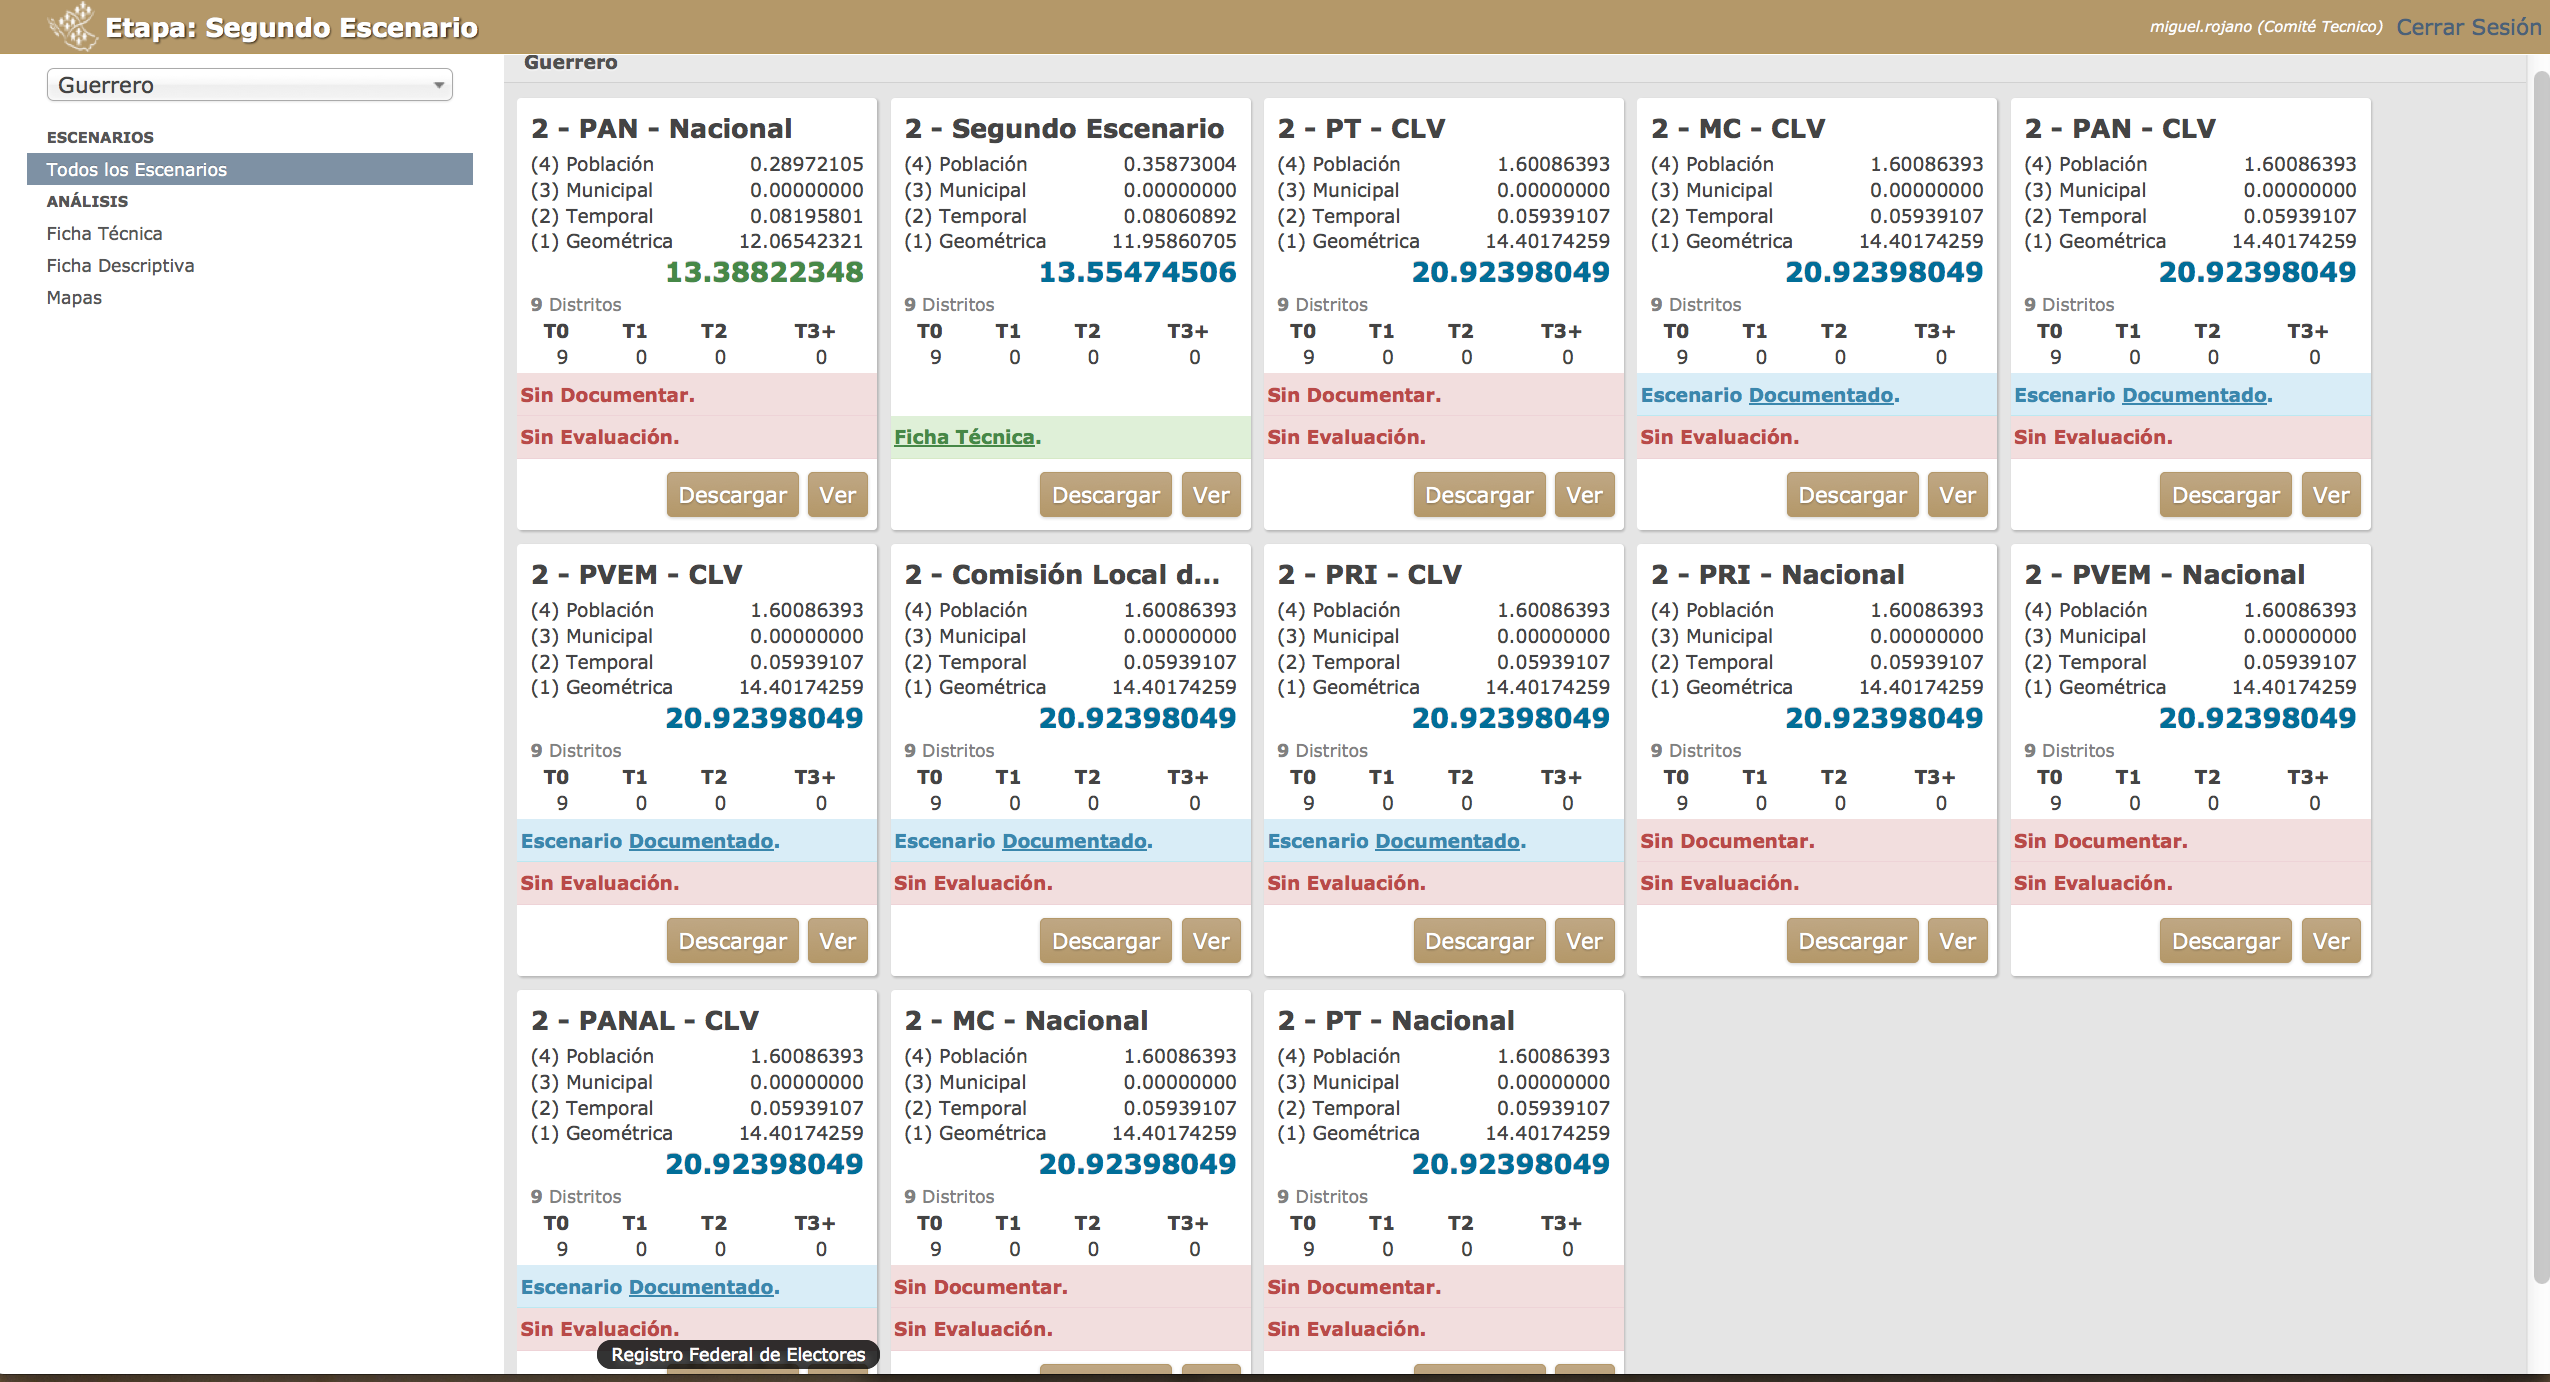 Etapa: Segundo Escenario
miguel.rojano (Comité Tecnico) Cerrar Sesión
Guerrero
ESCENARIOS
Todos los Escenarios
ANÁLISIS
Ficha Técnica
Ficha Descriptiva
Mapas
Guerrero
2 - PAN - Nacional
(4) Población 0.28972105
(3) Municipal 0.00000000
(2) Temporal 0.08195801
(1) Geométrica 12.06542321
13.38822348
9 Distritos
T0 T1 T2 T3+
9 0 0 0
Sin Documentar.
Sin Evaluación.
Descargar Ver
2 - Segundo Escenario
(4) Población 0.35873004
(3) Municipal 0.00000000
(2) Temporal 0.08060892
(1) Geométrica 11.95860705
13.55474506
9 Distritos
T0 T1 T2 T3+
9 0 0 0
Ficha Técnica.
Descargar Ver
2 - PT - CLV
(4) Población 1.60086393
(3) Municipal 0.00000000
(2) Temporal 0.05939107
(1) Geométrica 14.40174259
20.92398049
9 Distritos
T0 T1 T2 T3+
9 0 0 0
Sin Documentar.
Sin Evaluación.
Descargar Ver
2 - MC - CLV
(4) Población 1.60086393
(3) Municipal 0.00000000
(2) Temporal 0.05939107
(1) Geométrica 14.40174259
20.92398049
9 Distritos
T0 T1 T2 T3+
9 0 0 0
Escenario Documentado.
Sin Evaluación.
Descargar Ver
2 - PAN - CLV
(4) Población 1.60086393
(3) Municipal 0.00000000
(2) Temporal 0.05939107
(1) Geométrica 14.40174259
20.92398049
9 Distritos
T0 T1 T2 T3+
9 0 0 0
Escenario Documentado.
Sin Evaluación.
Descargar Ver
2 - PVEM - CLV
(4) Población 1.60086393
(3) Municipal 0.00000000
(2) Temporal 0.05939107
(1) Geométrica 14.40174259
20.92398049
9 Distritos
T0 T1 T2 T3+
9 0 0 0
Escenario Documentado.
Sin Evaluación.
Descargar Ver
2 - Comisión Local d...
(4) Población 1.60086393
(3) Municipal 0.00000000
(2) Temporal 0.05939107
(1) Geométrica 14.40174259
20.92398049
9 Distritos
T0 T1 T2 T3+
9 0 0 0
Escenario Documentado.
Sin Evaluación.
Descargar Ver
2 - PRI - CLV
(4) Población 1.60086393
(3) Municipal 0.00000000
(2) Temporal 0.05939107
(1) Geométrica 14.40174259
20.92398049
9 Distritos
T0 T1 T2 T3+
9 0 0 0
Escenario Documentado.
Sin Evaluación.
Descargar Ver
2 - PRI - Nacional
(4) Población 1.60086393
(3) Municipal 0.00000000
(2) Temporal 0.05939107
(1) Geométrica 14.40174259
20.92398049
9 Distritos
T0 T1 T2 T3+
9 0 0 0
Sin Documentar.
Sin Evaluación.
Descargar Ver
2 - PVEM - Nacional
(4) Población 1.60086393
(3) Municipal 0.00000000
(2) Temporal 0.05939107
(1) Geométrica 14.40174259
20.92398049
9 Distritos
T0 T1 T2 T3+
9 0 0 0
Sin Documentar.
Sin Evaluación.
Descargar Ver
2 - PANAL - CLV
(4) Población 1.60086393
(3) Municipal 0.00000000
(2) Temporal 0.05939107
(1) Geométrica 14.40174259
20.92398049
9 Distritos
T0 T1 T2 T3+
9 0 0 0
Escenario Documentado.
Sin Evaluación.
2 - MC - Nacional
(4) Población 1.60086393
(3) Municipal 0.00000000
(2) Temporal 0.05939107
(1) Geométrica 14.40174259
20.92398049
9 Distritos
T0 T1 T2 T3+
9 0 0 0
Sin Documentar.
Sin Evaluación.
2 - PT - Nacional
(4) Población 1.60086393
(3) Municipal 0.00000000
(2) Temporal 0.05939107
(1) Geométrica 14.40174259
20.92398049
9 Distritos
T0 T1 T2 T3+
9 0 0 0
Sin Documentar.
Sin Evaluación.
Registro Federal de Electores